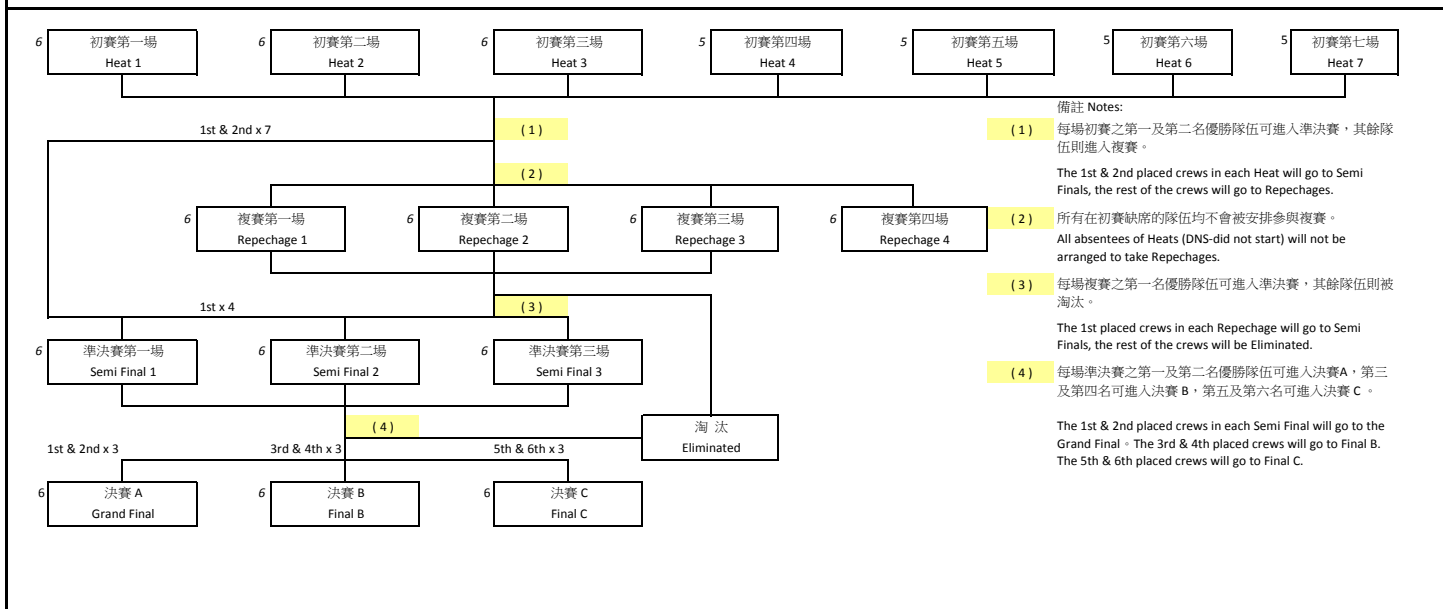 6 初賽第一場
Heat 1
6 初賽第二場
Heat 2
6 初賽第三場
Heat 3
5 初賽第四場
Heat 4
5 初賽第五場
Heat 5
5 初賽第六場
Heat 6
5 初賽第七場
Heat 7
1st & 2nd x 7
( 1 )
( 2 )
6 複賽第一場
Repechage 1
6 複賽第二場
Repechage 2
6 複賽第三場
Repechage 3
6 複賽第四場
Repechage 4
1st x 4
( 3 )
6 準決賽第一場
Semi Final 1
6 準決賽第二場
Semi Final 2
6 準決賽第三場
Semi Final 3
( 4 )
淘 汰
Eliminated
1st & 2nd x 3
3rd & 4th x 3
5th & 6th x 3
6 決賽 A
Grand Final
6 決賽 B
Final B
6 決賽 C
Final C
備註 Notes:
( 1 ) 每場初賽之第一及第二名優勝隊伍可進入準決賽，其餘隊
伍則進入複賽。
The 1st & 2nd placed crews in each Heat will go to Semi
Finals, the rest of the crews will go to Repechages.
( 2 ) 所有在初賽缺席的隊伍均不會被安排參與複賽。
All absentees of Heats (DNS-did not start) will not be
arranged to take Repechages.
( 3 ) 每場複賽之第一名優勝隊伍可進入準決賽，其餘隊伍則被
淘汰。
The 1st placed crews in each Repechage will go to Semi
Finals, the rest of the crews will be Eliminated.
( 4 ) 每場準決賽之第一及第二名優勝隊伍可進入決賽A，第三
及第四名可進入決賽 B，第五及第六名可進入決賽 C 。
The 1st & 2nd placed crews in each Semi Final will go to the
Grand Final。The 3rd & 4th placed crews will go to Final B.
The 5th & 6th placed crews will go to Final C.